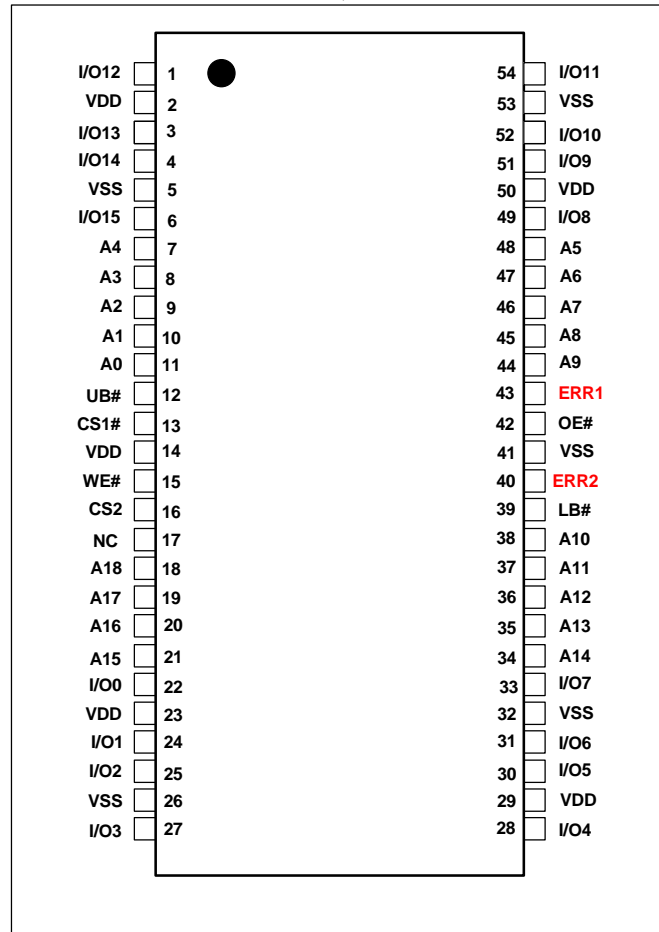 I/O12 1 54 I/O11
VDD 2 53 VSS
I/O13 3 52 I/O10
I/O14 4 51 I/O9
VSS 5 50 VDD
I/O15 6 49 I/O8
A4 7 48 A5
A3 8 47 A6
A2 9 46 A7
A1 10 45 A8
A0 11 44 A9
UB# 12 43 ERR1
CS1# 13 42 OE#
VDD 14 41 VSS
WE# 15 40 ERR2
CS2 16 39 LB#
NC 17 38 A10
A18 18 37 A11
A17 19 36 A12
A16 20 35 A13
A15 21 34 A14
I/O0 22 33 I/O7
VDD 23 32 VSS
I/O1 24 31 I/O6
I/O2 25 30 I/O5
VSS 26 29 VDD
I/O3 27 28 I/O4